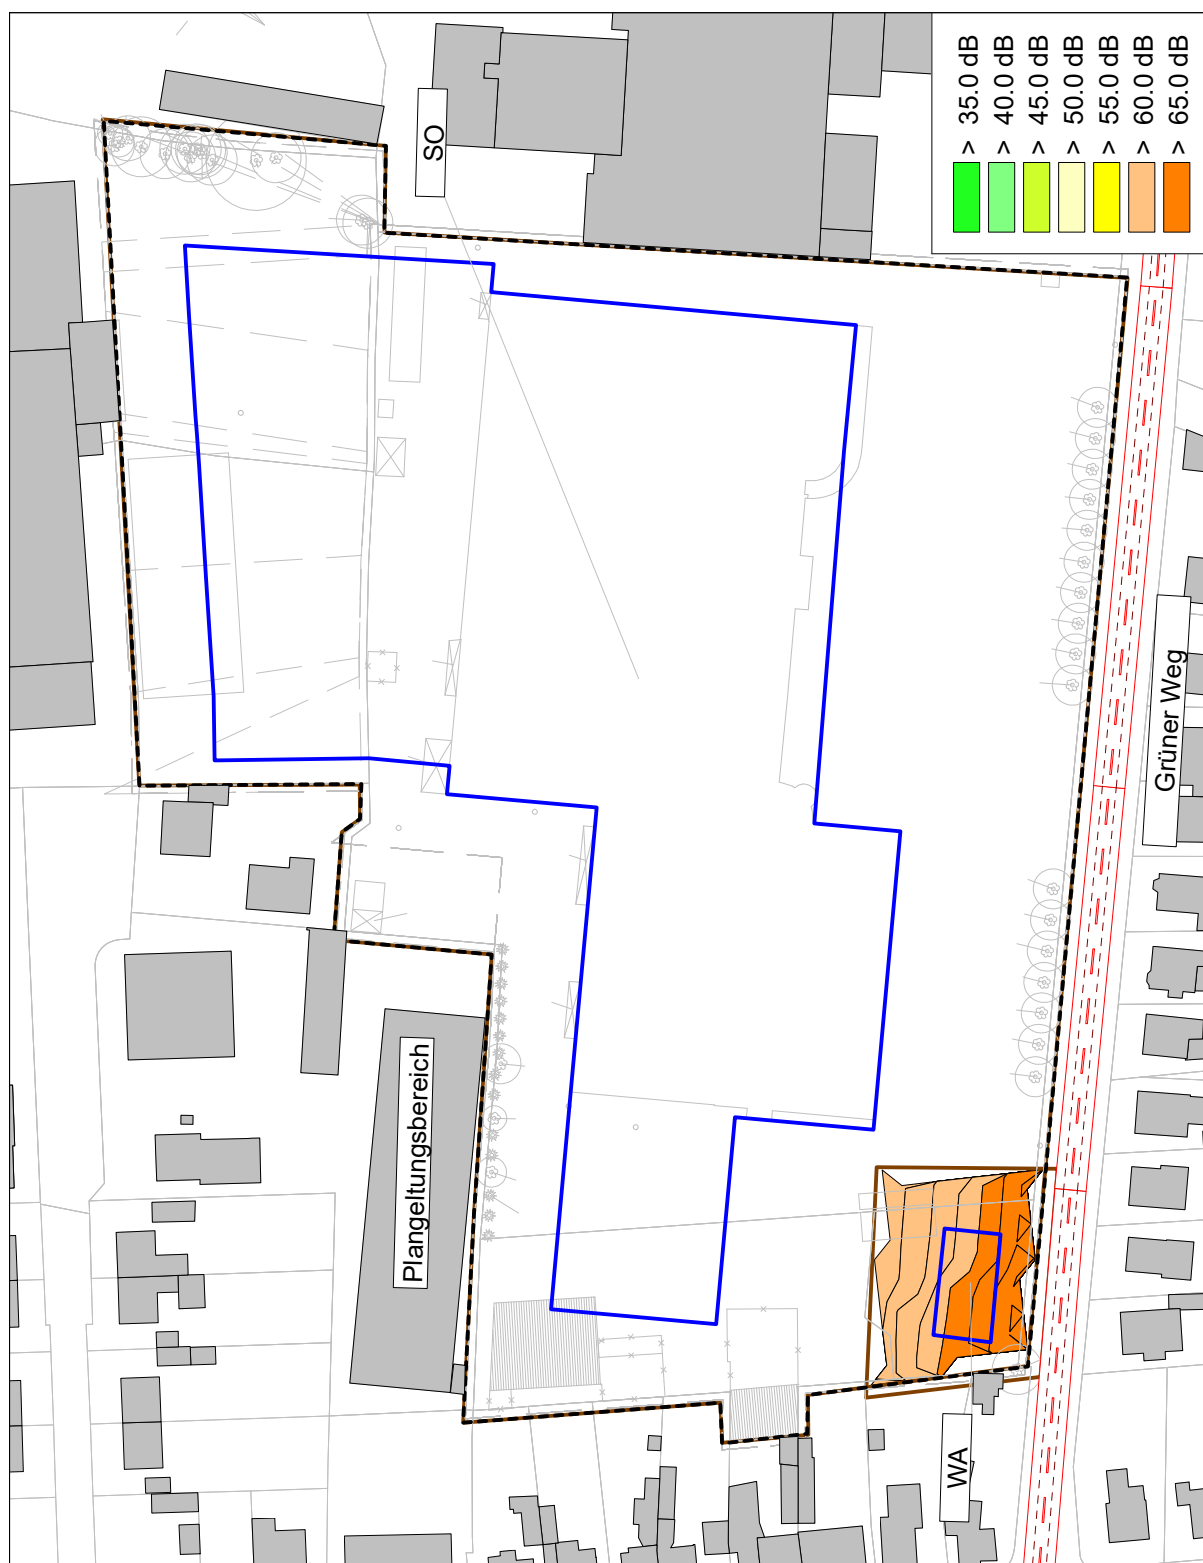 SO
> 35.0 dB
> 40.0 dB
> 45.0 dB
> 50.0 dB
> 55.0 dB
> 60.0 dB
> 65.0 dB
Plangeltungsbereich
Grüner Weg
WA